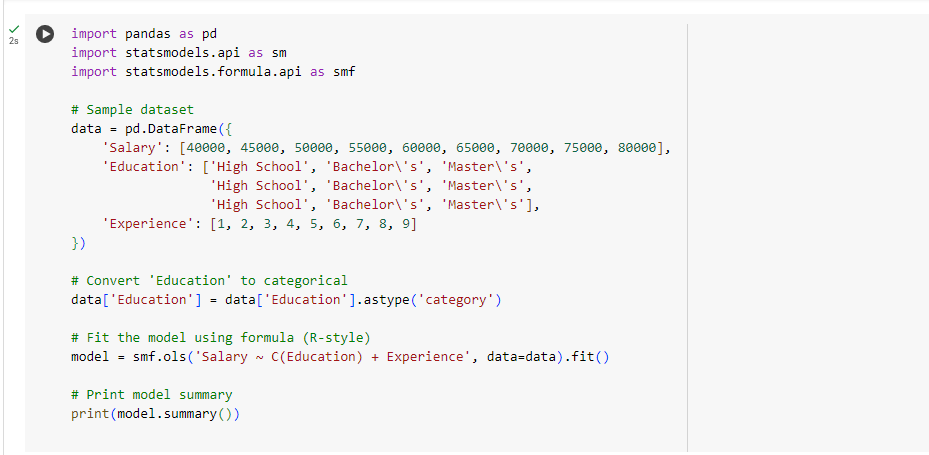 import pandas as pd
2s
import statsmodels.api as sm
import statsmodels.formula.api as smf
# Sample dataset
data = pd.DataFrame({
    'Salary': [40000, 45000, 50000, 55000, 60000, 65000, 70000, 75000, 80000],
    'Education': ['High School', 'Bachelor\'s', 'Master\'s',
                  'High School', 'Bachelor\'s', 'Master\'s',
                  'High School', 'Bachelor\'s', 'Master\'s'],
    'Experience': [1, 2, 3, 4, 5, 6, 7, 8, 9]
})
# Convert 'Education' to categorical
data['Education'] = data['Education'].astype('category')
# Fit the model using formula (R-style)
model = smf.ols('Salary ~ C(Education) + Experience', data=data).fit()
# Print model summary
print(model.summary())